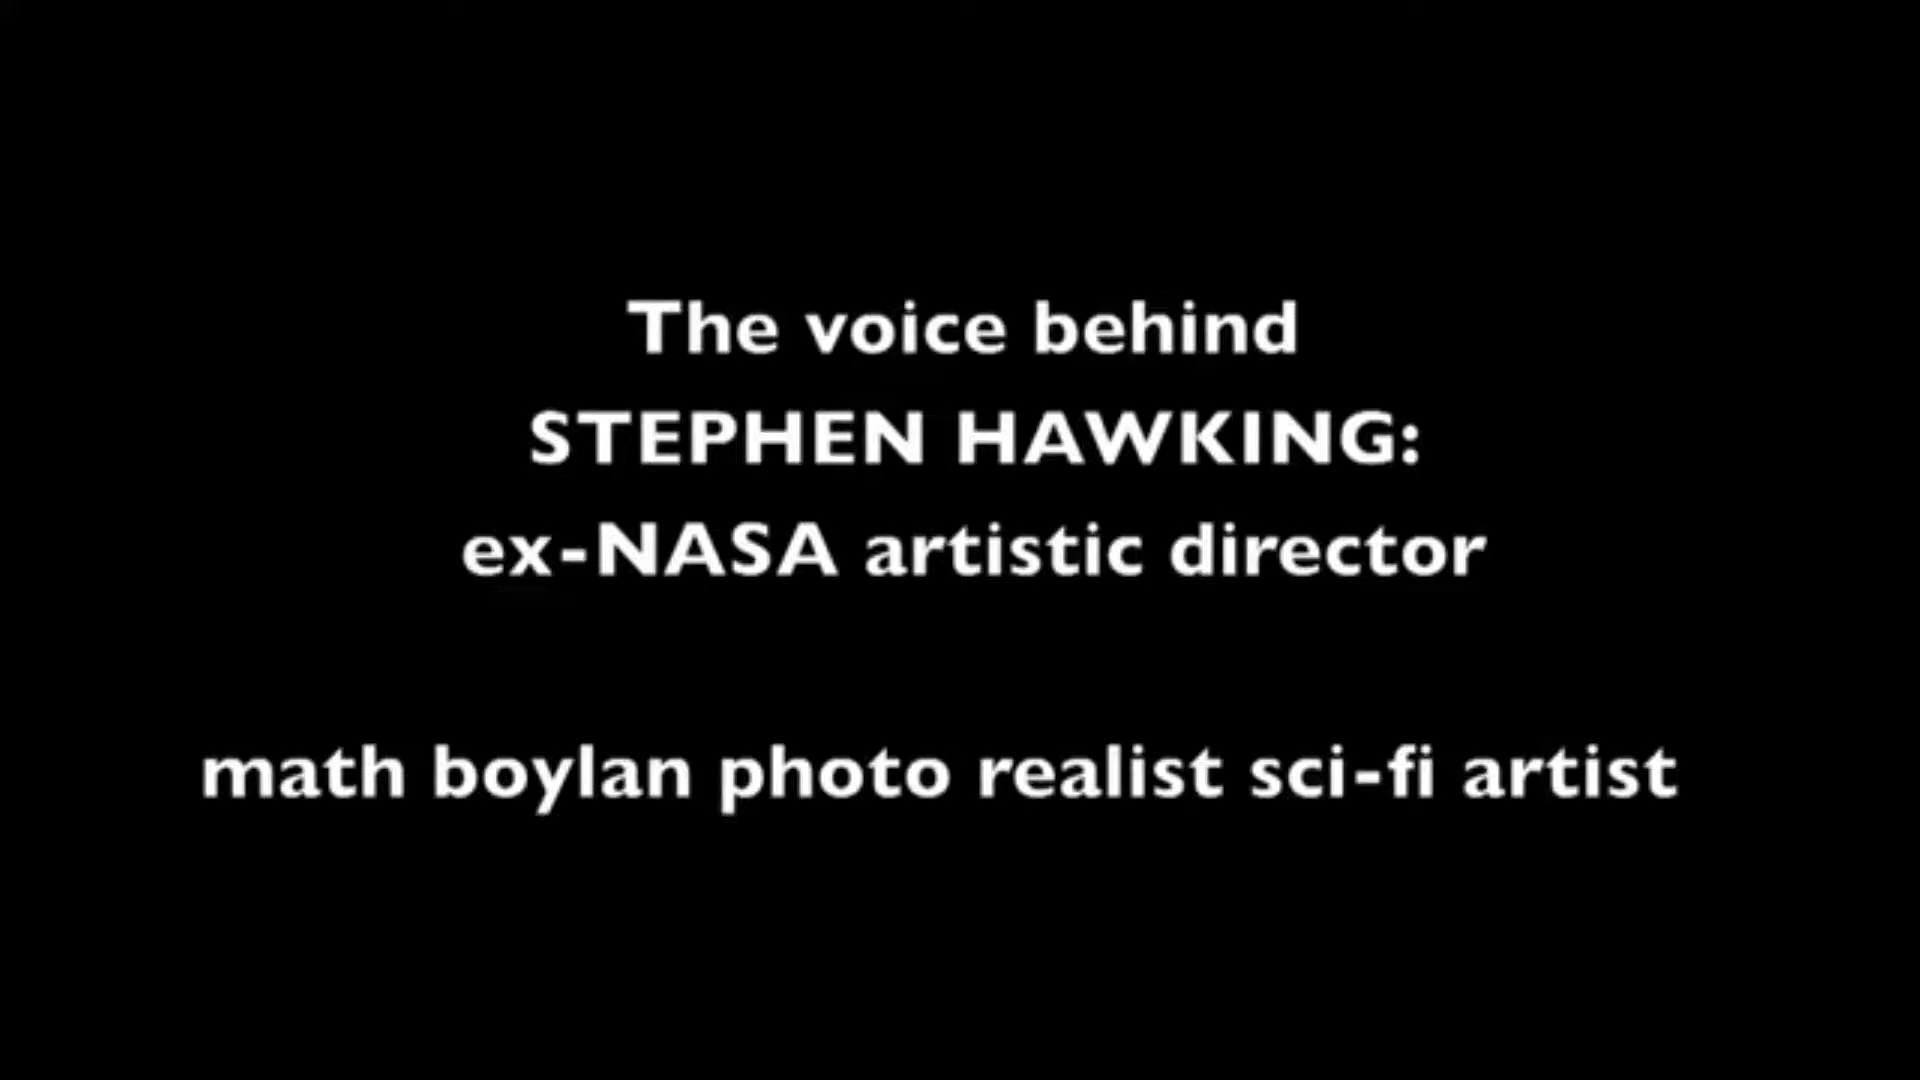 The voice behind
STEPHEN HAWKING:
ex-NASA artistic director
math boylan photo realist sci-fi artist